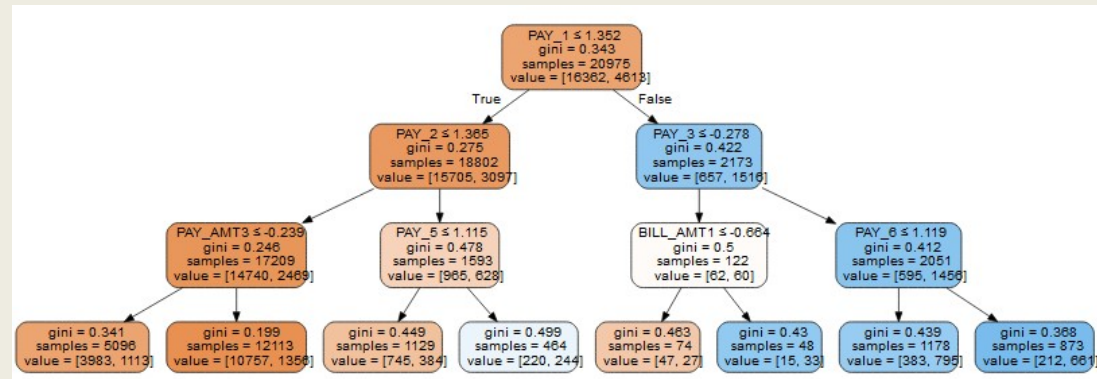 PAY_1 ≤ 1.352
gini = 0.343
samples = 20975
value = [16362, 4613]
True
False
PAY_2 ≤ 1.365
gini = 0.275
samples = 18802
value = [15705, 3097]
PAY_3 ≤ -0.278
gini = 0.422
samples = 2173
value = [657, 1516]
PAY_AMT3 ≤ -0.239
gini = 0.246
samples = 17209
value = [14740, 2469]
PAY_5 ≤ 1.115
gini = 0.478
samples = 1593
value = [965, 628]
BILL_AMT1 ≤ -0.664
gini = 0.5
samples = 122
value = [62, 60]
PAY_6 ≤ 1.119
gini = 0.412
samples = 2051
value = [595, 1456]
gini = 0.341
samples = 5096
value = [3983, 1113]
gini = 0.199
samples = 12113
value = [10757, 1356]
gini = 0.449
samples = 1129
value = [745, 384]
gini = 0.499
samples = 464
value = [220, 244]
gini = 0.463
samples = 74
value = [47, 27]
gini = 0.43
samples = 48
value = [15, 33]
gini = 0.439
samples = 1178
value = [383, 795]
gini = 0.368
samples = 873
value = [212, 661]